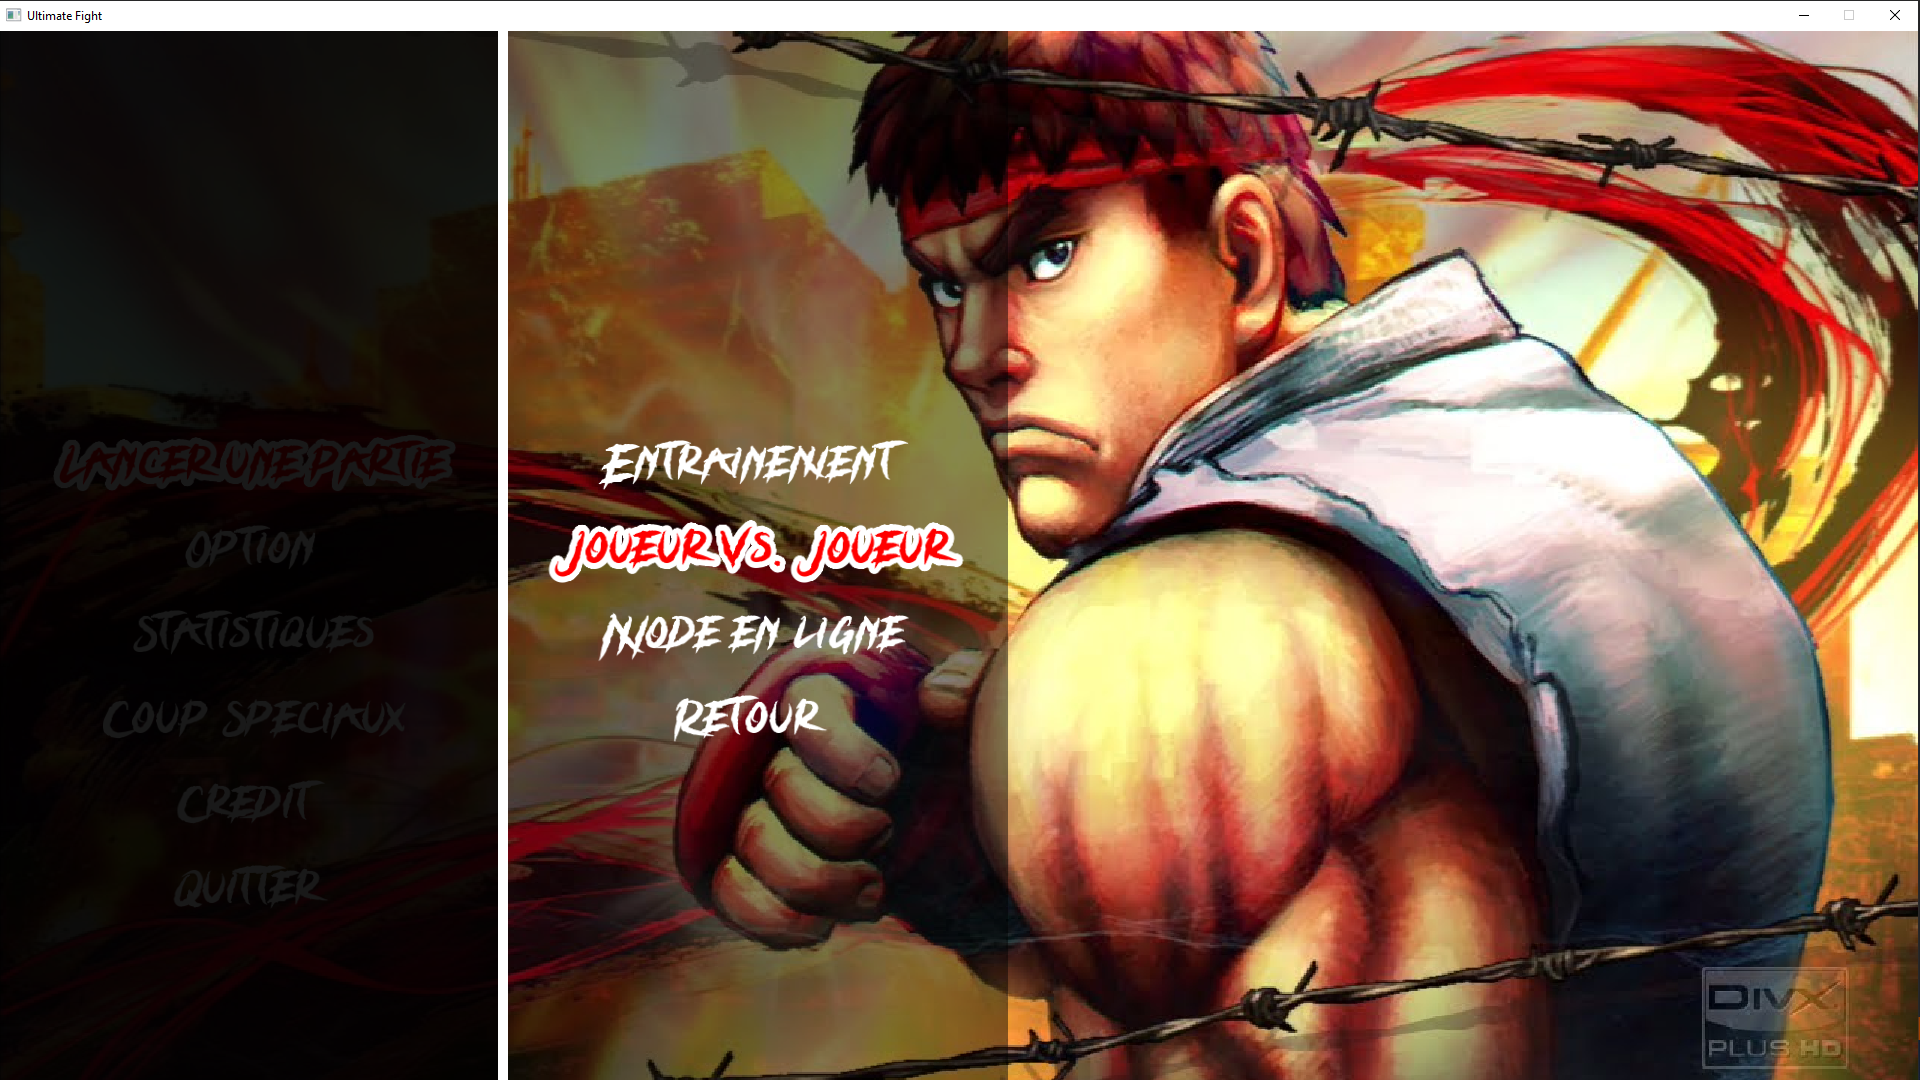 Ultimate Fight
Lancer une partie
Option
Statistiques
Coup speciaux
Credit
Quitter
Entrainement
Joueur Vs. Joueur
Mode en ligne
Retour
DivX
PLUS HD